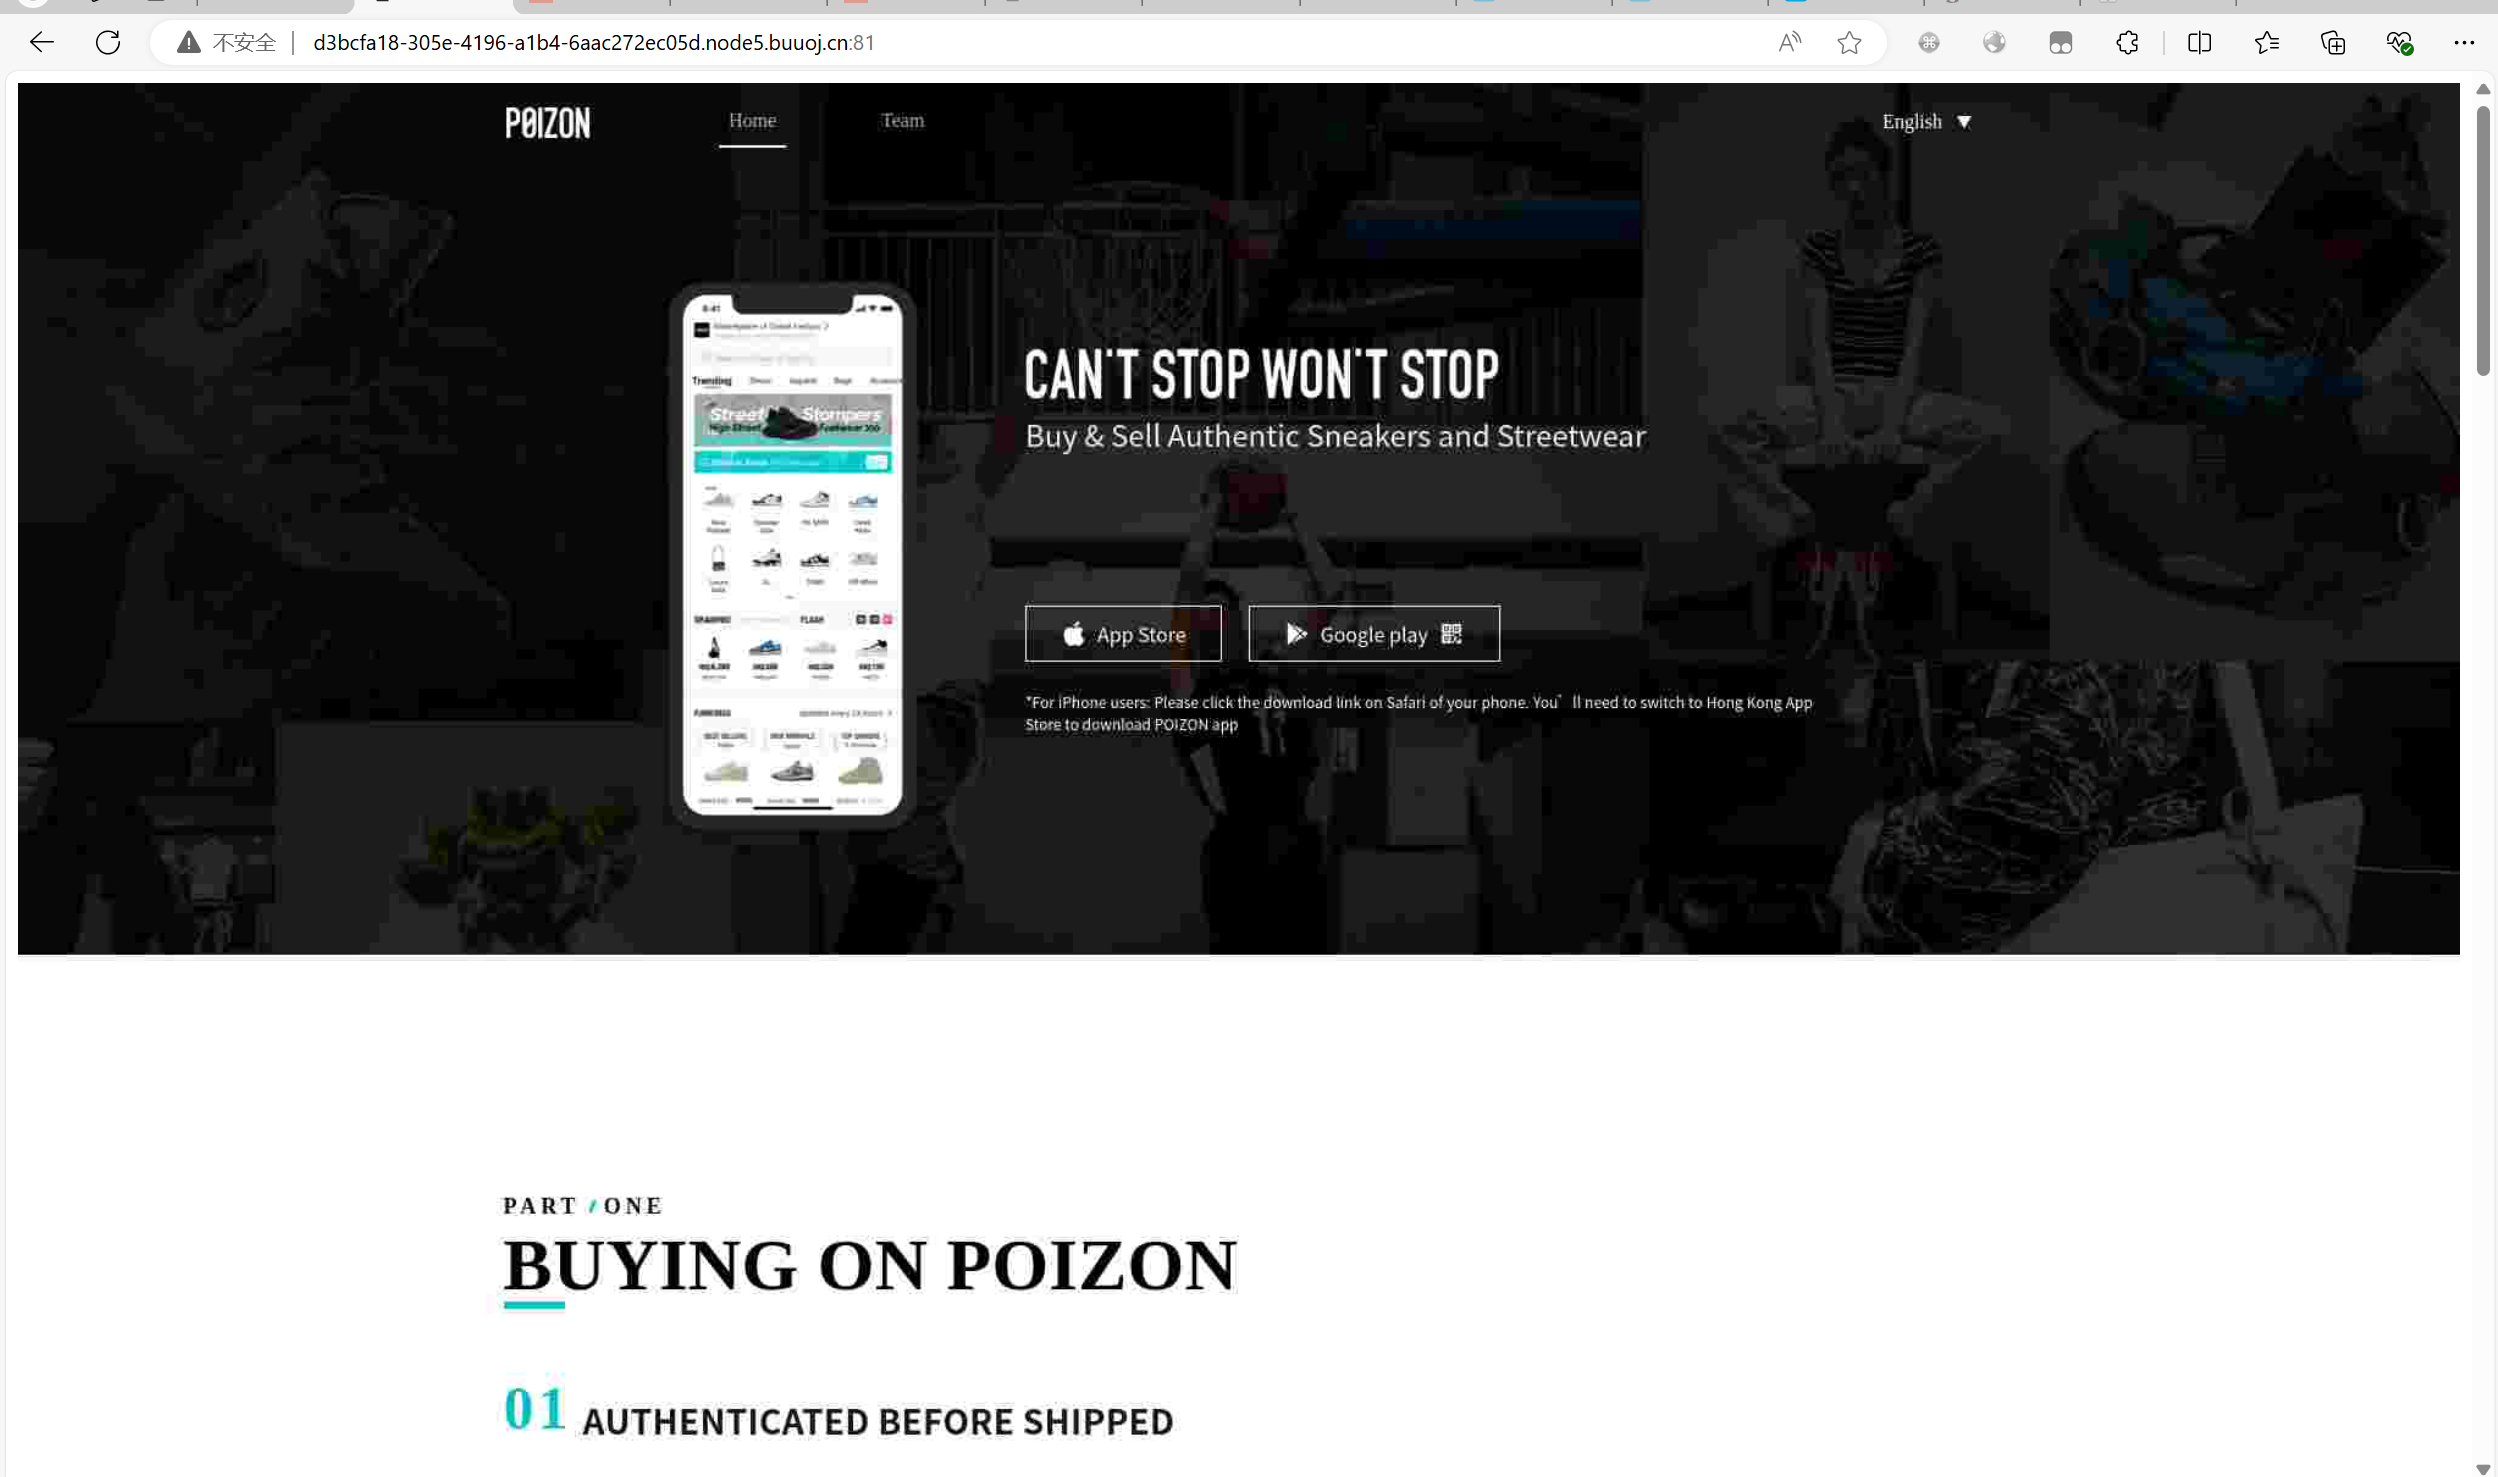 不安全
d3bcfa18-305e-4196-a1b4-6aac272ec05d.node5.buuoj.cn:81
POIZON
Home
Team
English
Trending
Street Stompers
CAN'T STOP WON'T STOP
Buy & Sell Authentic Sneakers and Streetwear
App Store
Google play
*For iPhone users: Please click the download link on Safari of your phone. You'll need to switch to Hong Kong App
Store to download POIZON app
PART / ONE
BUYING ON POIZON
01 AUTHENTICATED BEFORE SHIPPED